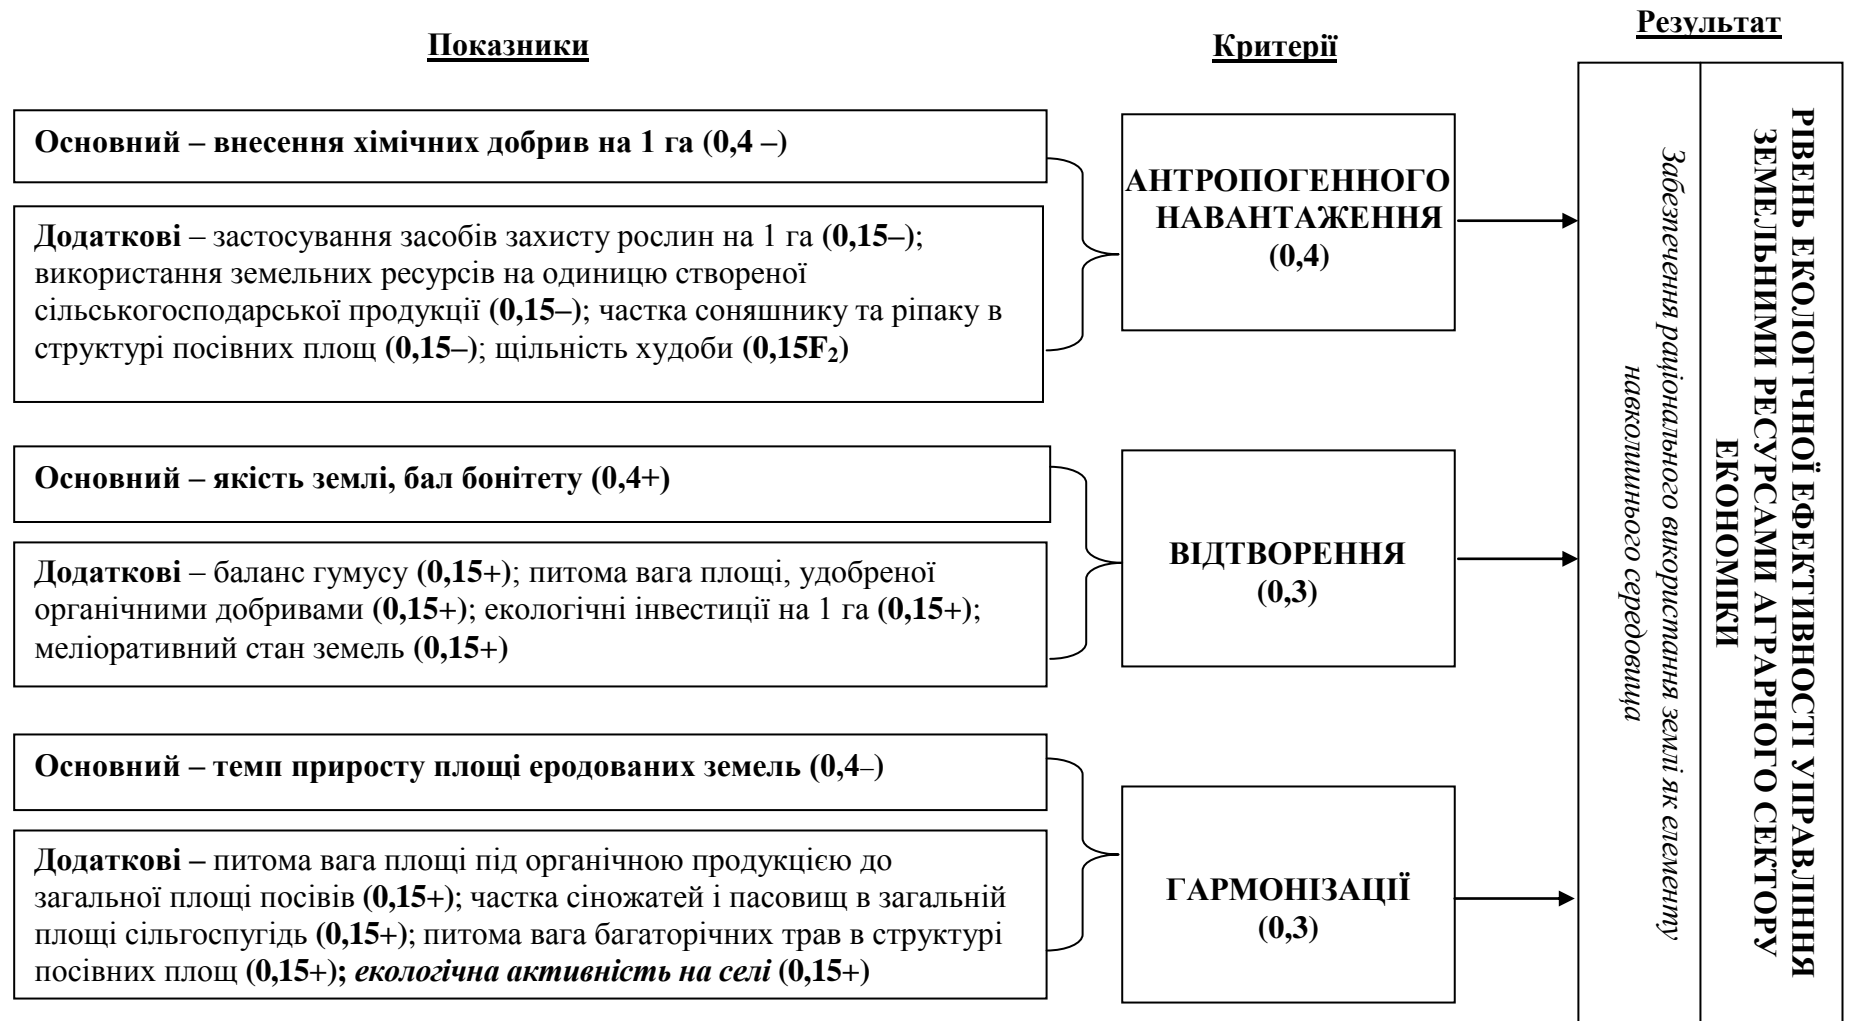 Показники
Критерії
Результат
Основний – внесення хімічних добрив на 1 га (0,4 –)
Додаткові – застосування засобів захисту рослин на 1 га (0,15–);
використання земельних ресурсів на одиницю створеної
сільськогосподарської продукції (0,15–); частка соняшнику та ріпаку в
структурі посівних площ (0,15–); щільність худоби (0,15F₂)
АНТРОПОГЕННОГО
НАВАНТАЖЕННЯ
(0,4)
Основний – якість землі, бал бонітету (0,4+)
Додаткові – баланс гумусу (0,15+); питома вага площі, удобреної
органічними добривами (0,15+); екологічні інвестиції на 1 га (0,15+);
меліоративний стан земель (0,15+)
ВІДТВОРЕННЯ
(0,3)
Основний – темп приросту площі еродованих земель (0,4–)
Додаткові – питома вага площі під органічною продукцією до
загальної площі посівів (0,15+); частка сіножатей і пасовищ в загальній
площі сільгоспугідь (0,15+); питома вага багаторічних трав в структурі
посівних площ (0,15+); екологічна активність на селі (0,15+)
ГАРМОНІЗАЦІЇ
(0,3)
Забезпечення раціонального використання землі як елементу
навколишнього середовища
РІВЕНЬ ЕКОЛОГІЧНОЇ ЕФЕКТИВНОСТІ УПРАВЛІННЯ
ЗЕМЕЛЬНИМИ РЕСУРСАМИ АГРАРНОГО СЕКТОРУ
ЕКОНОМІКИ